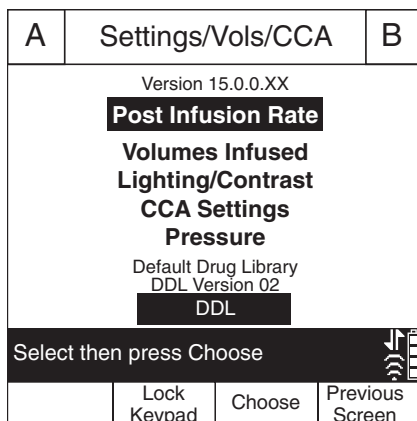 A Settings/Vols/CCA B
Version 15.0.0.XX
Post Infusion Rate
Volumes Infused
Lighting/Contrast
CCA Settings
Pressure
Default Drug Library
DDL Version 02
DDL
Select then press Choose
Lock Keypad
Choose
Previous Screen